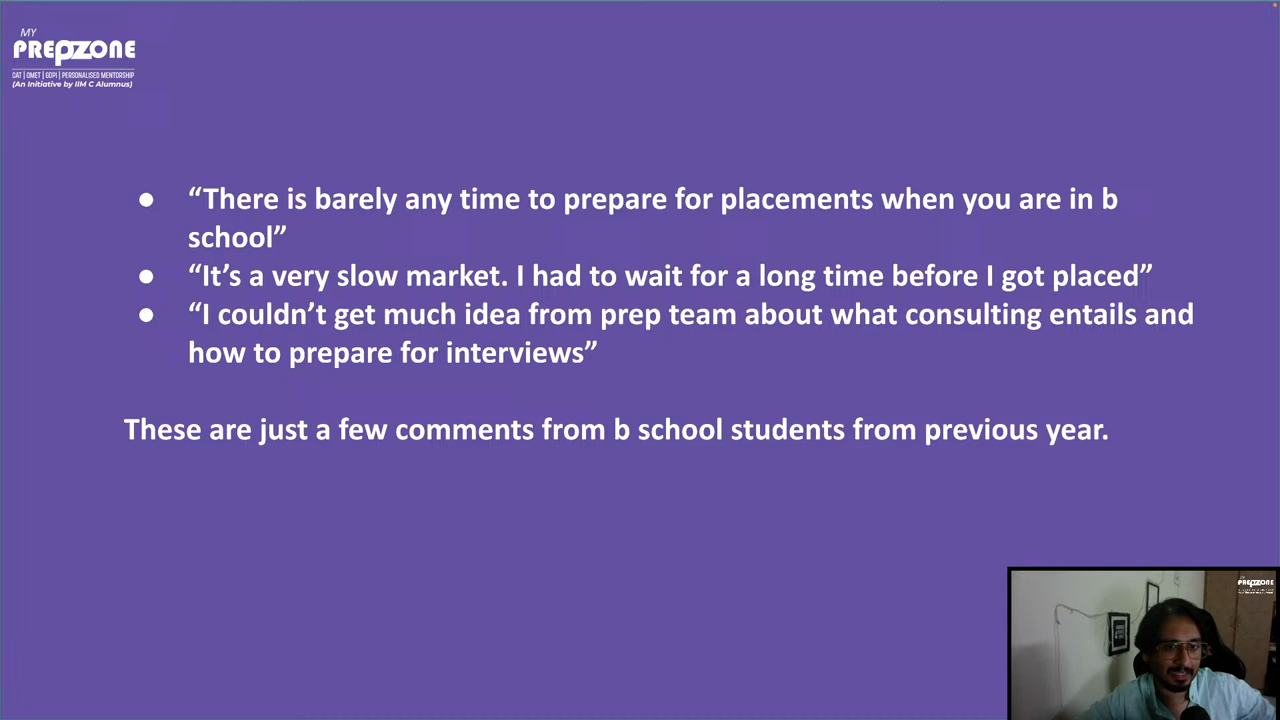 MY
PREPZONE
CAT | OMET | GDPI | PERSONALISED MENTORSHIP
(An Initiative by IIM C Alumnus)
● “There is barely any time to prepare for placements when you are in b
school”
● “It’s a very slow market. I had to wait for a long time before I got placed”
● “I couldn’t get much idea from prep team about what consulting entails and
how to prepare for interviews”
These are just a few comments from b school students from previous year.
PREPZONE